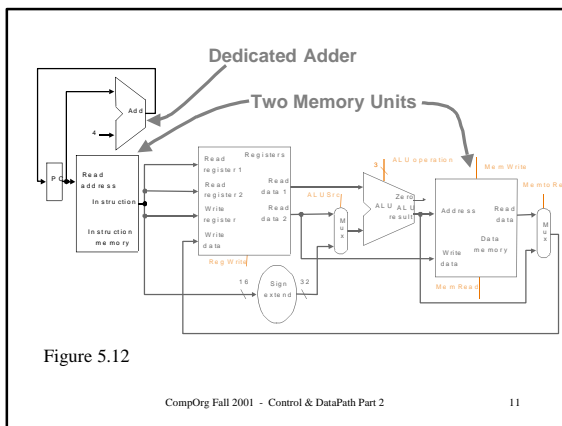 Dedicated Adder
Two Memory Units
Add
4
PC
Read
address
Instruction
Instruction
memory
Registers
Read
register 1
Read
register 2
Write
register
Write
data
Read
data 1
Read
data 2
RegWrite
16
Sign
extend
32
ALUSrc
Mux
3
ALU operation
Zero
ALU
ALU
result
MemWrite
Address
Read
data
Data
memory
Write
data
MemRead
MemtoRe
Mux
Figure 5.12
CompOrg Fall 2001 - Control & DataPath Part 2
11